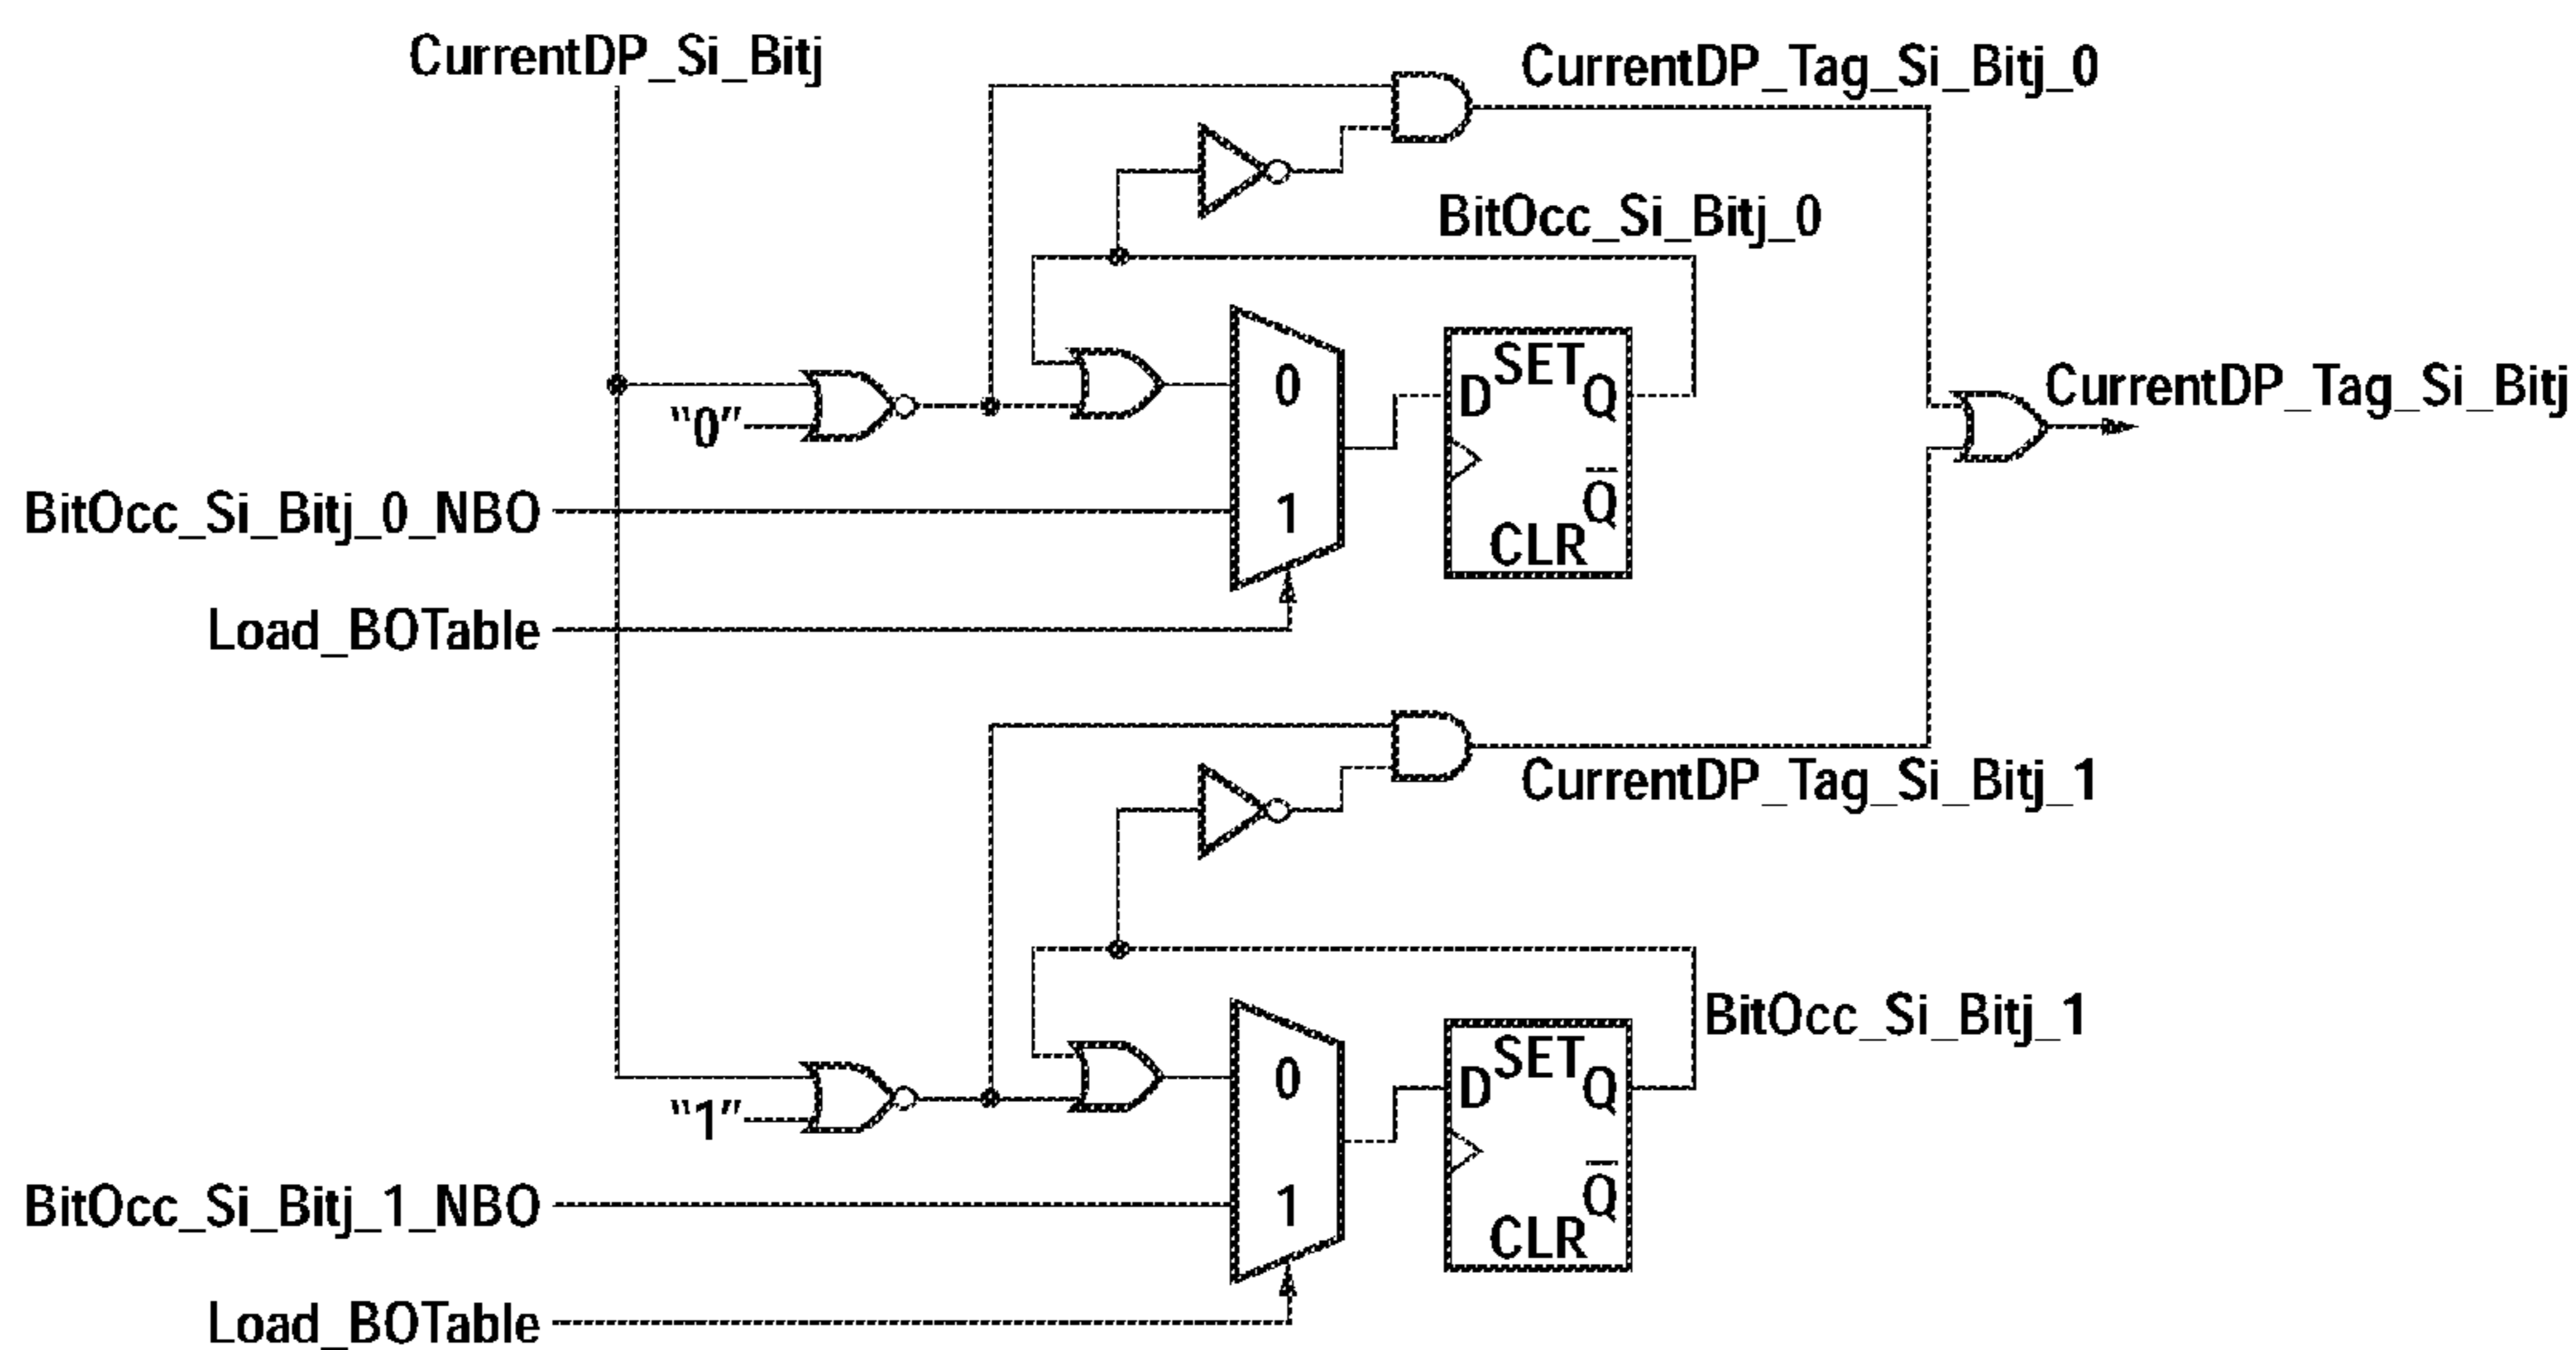 CurrentDP_Si_Bitj
CurrentDP_Tag_Si_Bitj_0
BitOcc_Si_Bitj_0
"0"
0
1
D SET Q
Q̅
CLR
CurrentDP_Tag_Si_Bitj
BitOcc_Si_Bitj_0_NBO
Load_BOTable
CurrentDP_Tag_Si_Bitj_1
BitOcc_Si_Bitj_1
"1"
0
1
D SET Q
Q̅
CLR
BitOcc_Si_Bitj_1_NBO
Load_BOTable